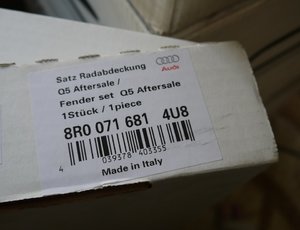 Satz Radabdeckung
Q5 Aftersale /
Fender set Q5 Aftersale
1Stück / 1piece
Audi
8R0 071 681 4U8
4 039378 403355
Made in Italy